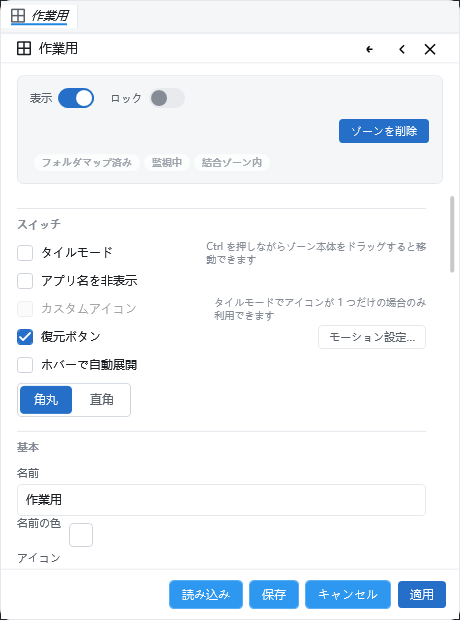 作業用
作業用
表示 ロック
ゾーンを削除
フォルダマップ済み 監視中 結合ゾーン内
スイッチ
タイルモード
Ctrl を押しながらゾーン本体をドラッグすると移
動できます
アプリ名を非表示
カスタムアイコン
タイルモードでアイコンが 1 つだけの場合のみ
利用できます
復元ボタン
モーション設定...
ホバーで自動展開
角丸 直角
基本
名前
作業用
名前の色
アイコン
読み込み 保存 キャンセル 適用